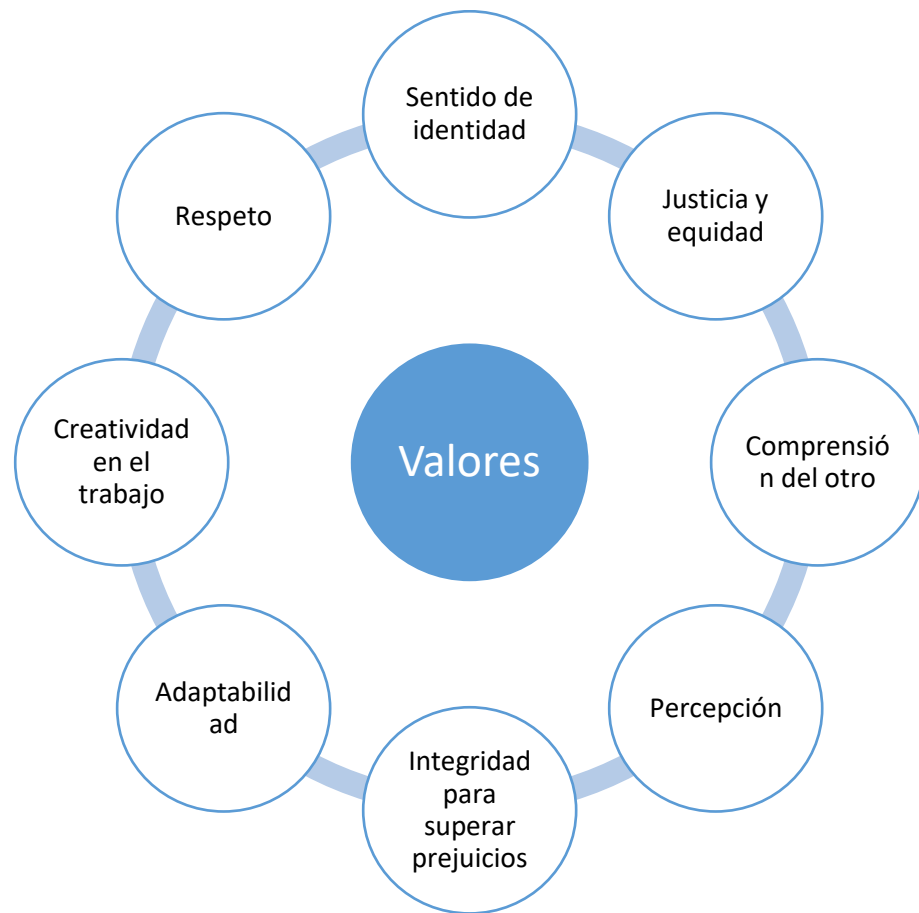 Sentido de
identidad
Justicia y
equidad
Comprensió
n del otro
Percepción
Integridad
para
superar
prejuicios
Adaptabilid
ad
Creatividad
en el
trabajo
Respeto
Valores